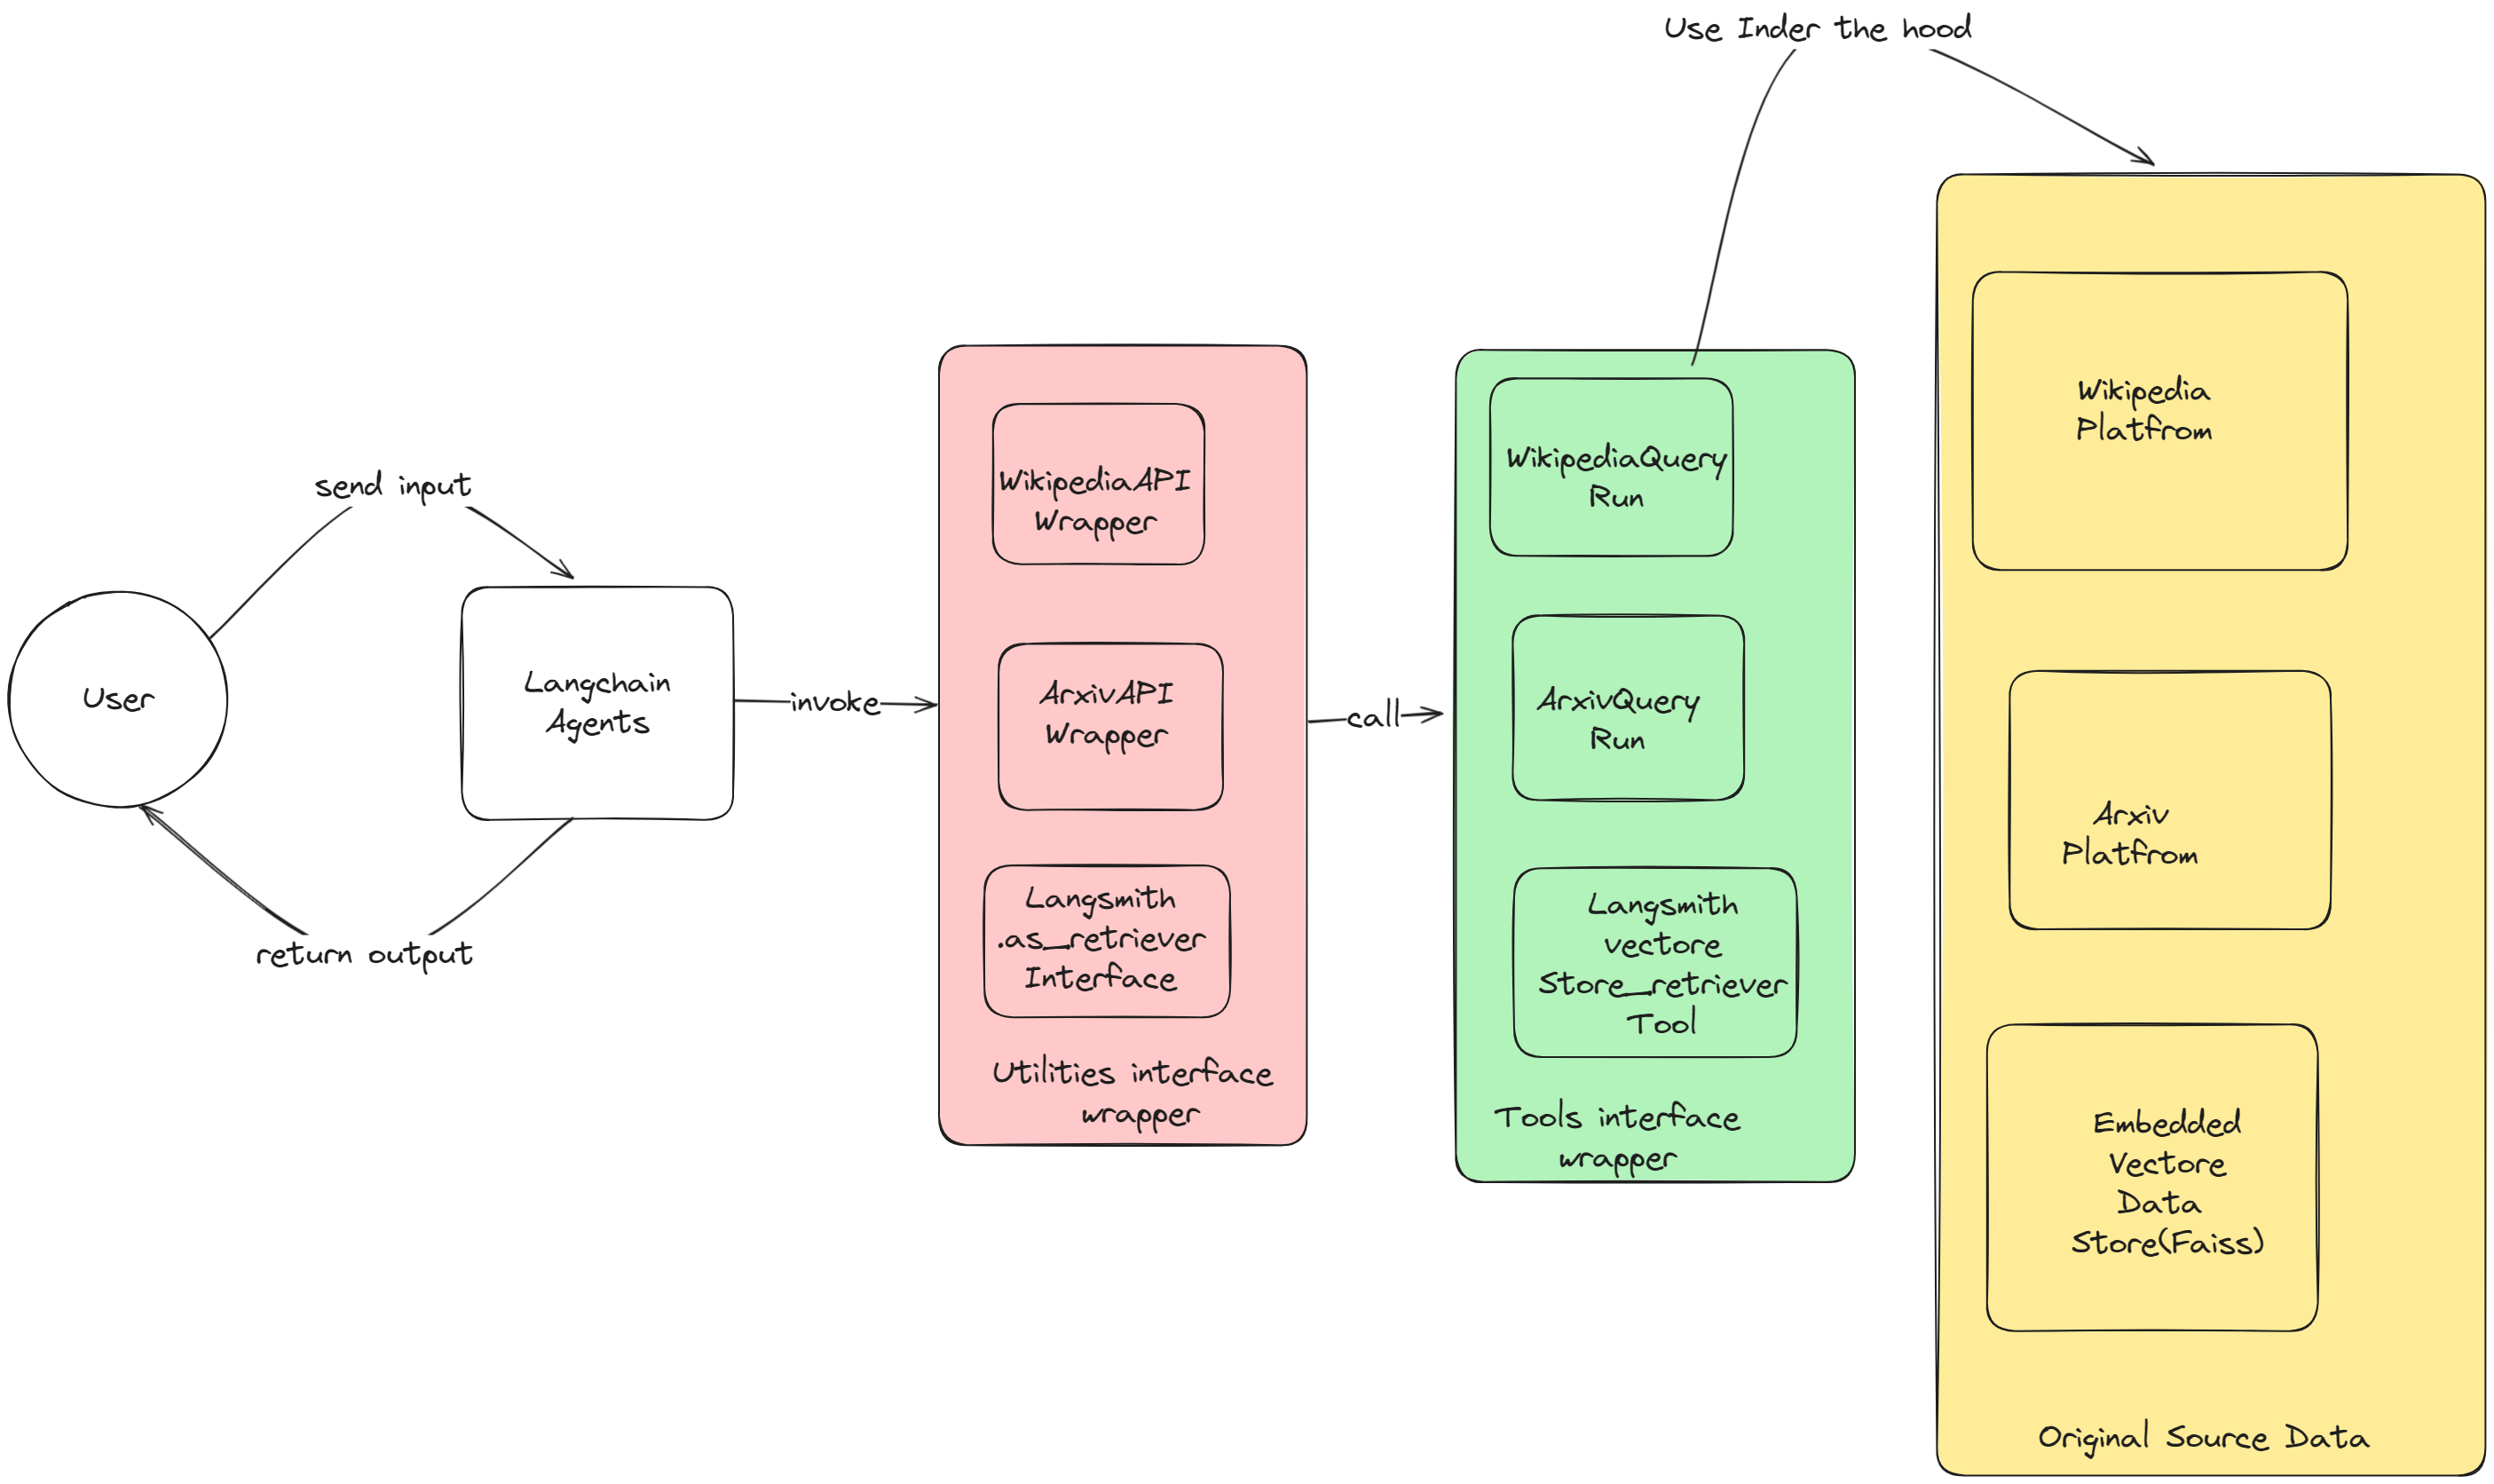 Use Inder the hood
send input
User
Langchain
Agents
return output
invoke
WikipediaAPI
Wrapper
ArxivAPI
Wrapper
Langsmith
.as_retriever
Interface
Utilities interface
wrapper
call
WikipediaQuery
Run
ArxivQuery
Run
Langsmith
vectore
Store_retriever
Tool
Tools interface
wrapper
Wikipedia
Platfrom
Arxiv
Platfrom
Embedded
Vectore
Data
Store(Faiss)
Original Source Data